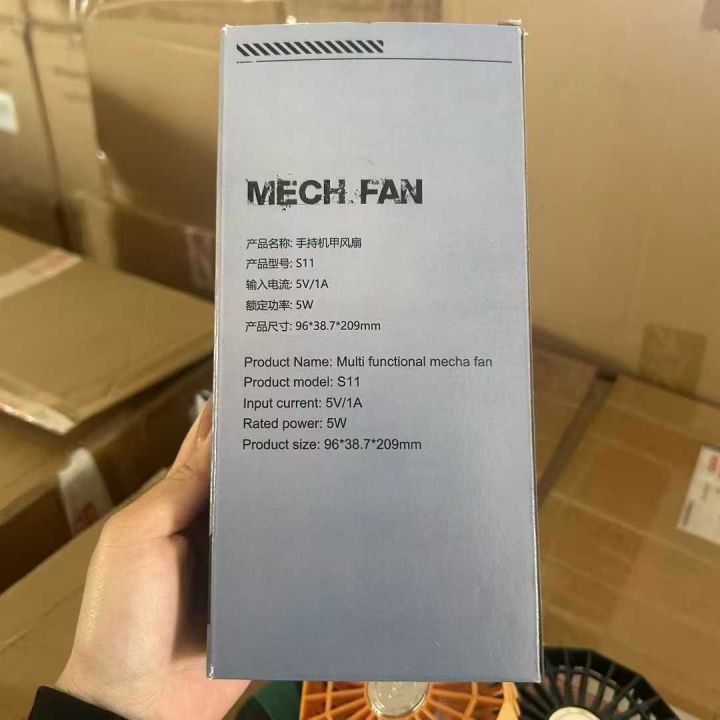 MECH FAN
产品名称: 手持机甲风扇
产品型号: S11
输入电流: 5V/1A
额定功率: 5W
产品尺寸: 96*38.7*209mm
Product Name: Multi functional mecha fan
Product model: S11
Input current: 5V/1A
Rated power: 5W
Product size: 96*38.7*209mm